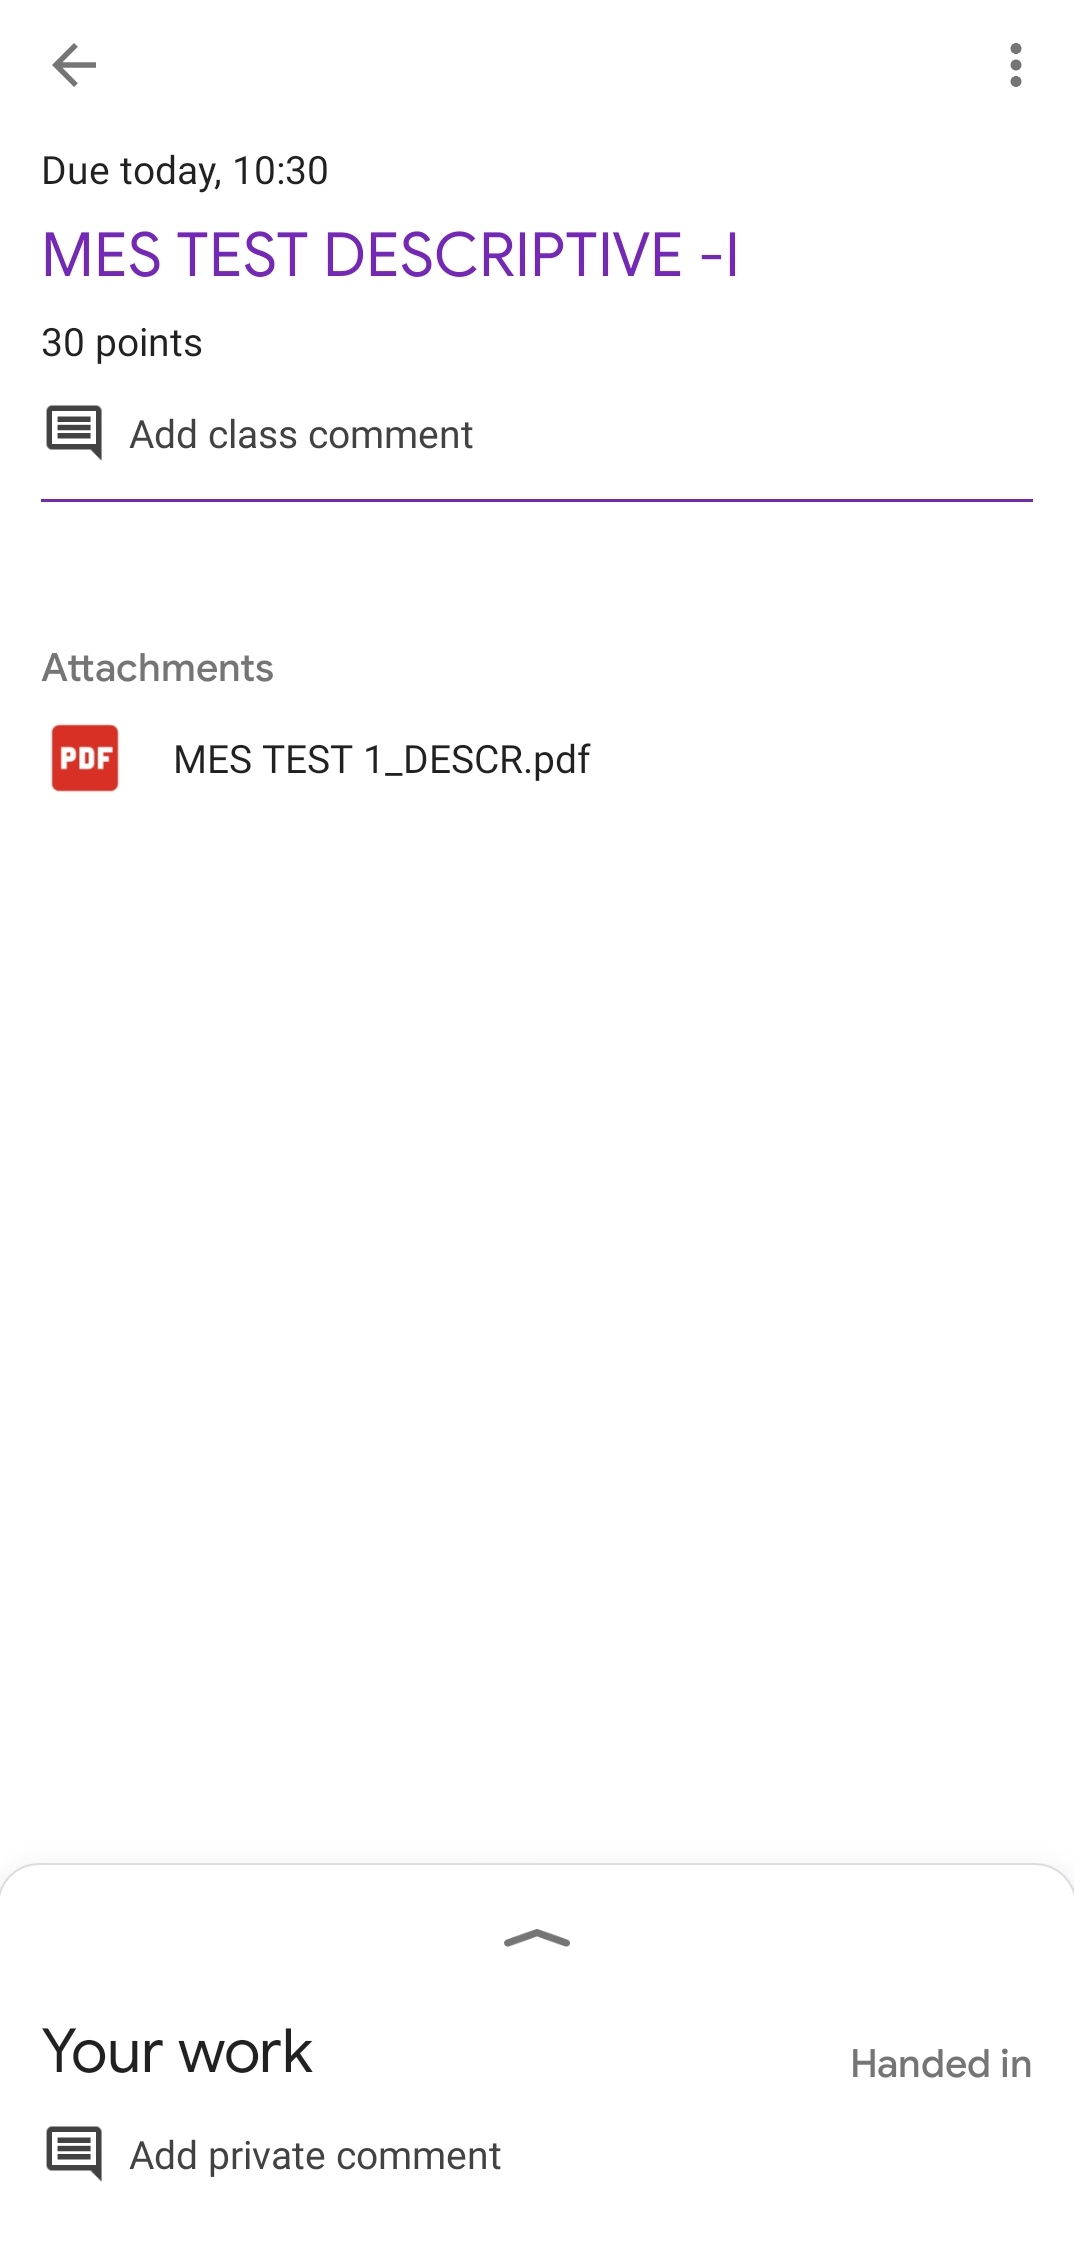 Due today, 10:30
MES TEST DESCRIPTIVE -I
30 points
Add class comment
Attachments
PDF MES TEST 1_DESCR.pdf
Your work
Handed in
Add private comment